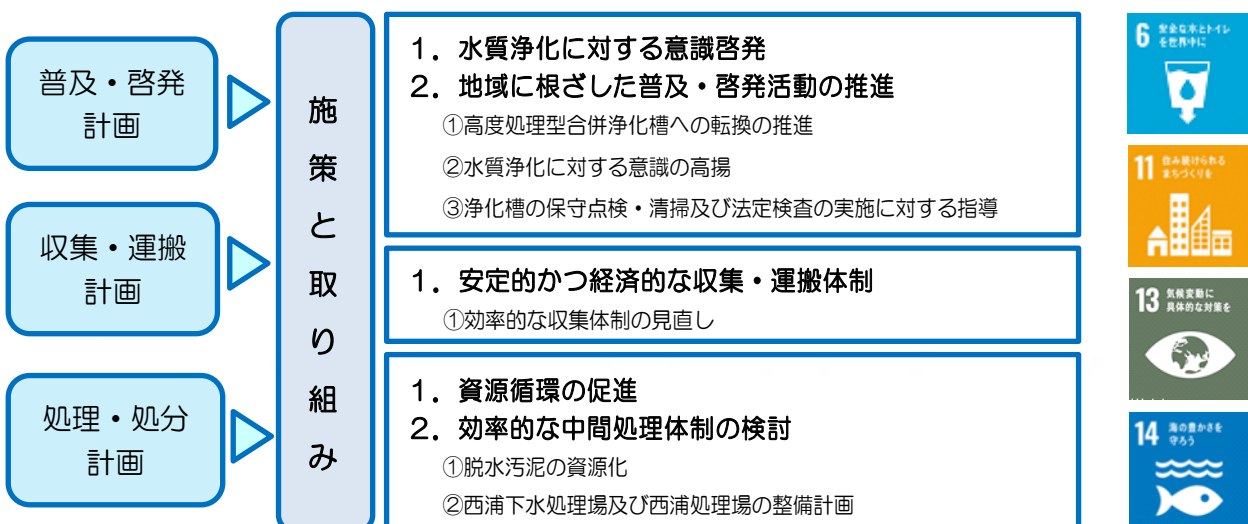 普及・啓発
計画
収集・運搬
計画
処理・処分
計画
施策と取り組み
1．水質浄化に対する意識啓発
2．地域に根ざした普及・啓発活動の推進
①高度処理型合併浄化槽への転換の推進
②水質浄化に対する意識の高揚
③浄化槽の保守点検・清掃及び法定検査の実施に対する指導
1．安定的かつ経済的な収集・運搬体制
①効率的な収集体制の見直し
1．資源循環の促進
2．効率的な中間処理体制の検討
①脱水汚泥の資源化
②西浦下水処理場及び西浦処理場の整備計画
6 安全な水とトイレ
を世界中に
11 住み続けられる
まちづくりを
13 気候変動に
具体的な対策を
14 海の豊かさを
守ろう